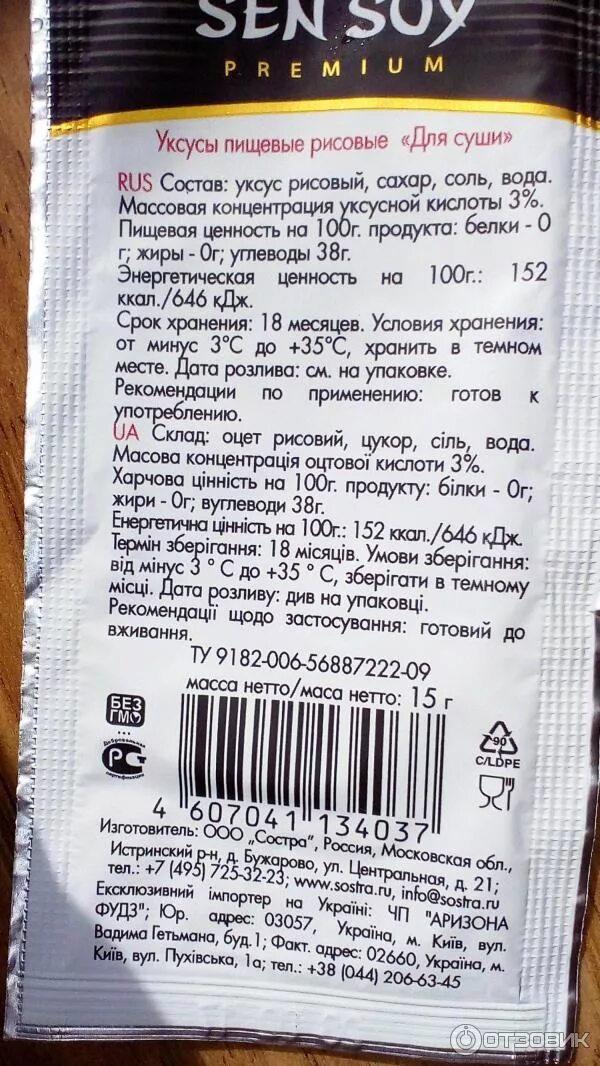 SEN SOY
PREMIUM
Уксусы пищевые рисовые «Для суши»
RUS Состав: уксус рисовый, сахар, соль, вода.
Массовая концентрация уксусной кислоты 3%.
Пищевая ценность на 100г. продукта: белки - 0
г; жиры - 0г; углеводы 38г.
Энергетическая ценность на 100г.: 152
ккал./646 кДж.
Срок хранения: 18 месяцев. Условия хранения:
от минус 3°C до +35°C, хранить в темном
месте. Дата розлива: см. на упаковке.
Рекомендации по применению: готов к
употреблению.
UA Склад: оцет рисовий, цукор, сіль, вода.
Масова концентрація оцтової кислоти 3%.
Харчова цінність на 100г. продукту: білки - 0г;
жири - 0г; вуглеводи 38г.
Енергетична цінність на 100г.: 152 ккал./646 кДж.
Термін зберігання: 18 місяців. Умови зберігання:
від мінус 3 ° C до +35 ° C, зберігати в темному
місці. Дата розливу: див на упаковці.
Рекомендації щодо застосування: готовий до
вживання.
ТУ 9182-006-56887222-09
масса нетто/маса нетто: 15 г
БЕЗ
ГМО
Добровольная
РС
сертификация
90
C/LDPE
4 607041 134037
Изготовитель: ООО „Состра", Россия, Московская обл.,
Истринский р-н, д. Бужарово, ул. Центральная, д. 21;
тел.: +7 (495) 725-32-23; www.sostra.ru, info@sostra.ru
Ексклюзивний імпортер на Україні: ЧП "АРИЗОНА
ФУДЗ"; Юр. адрес: 03057, Україна, м. Київ, вул.
Вадима Гетьмана, буд.1; Факт. адрес: 02660, Україна, м.
Київ, вул. Пухівська, 1а; тел.: +38 (044) 206-63-45
ОТЗОВИК